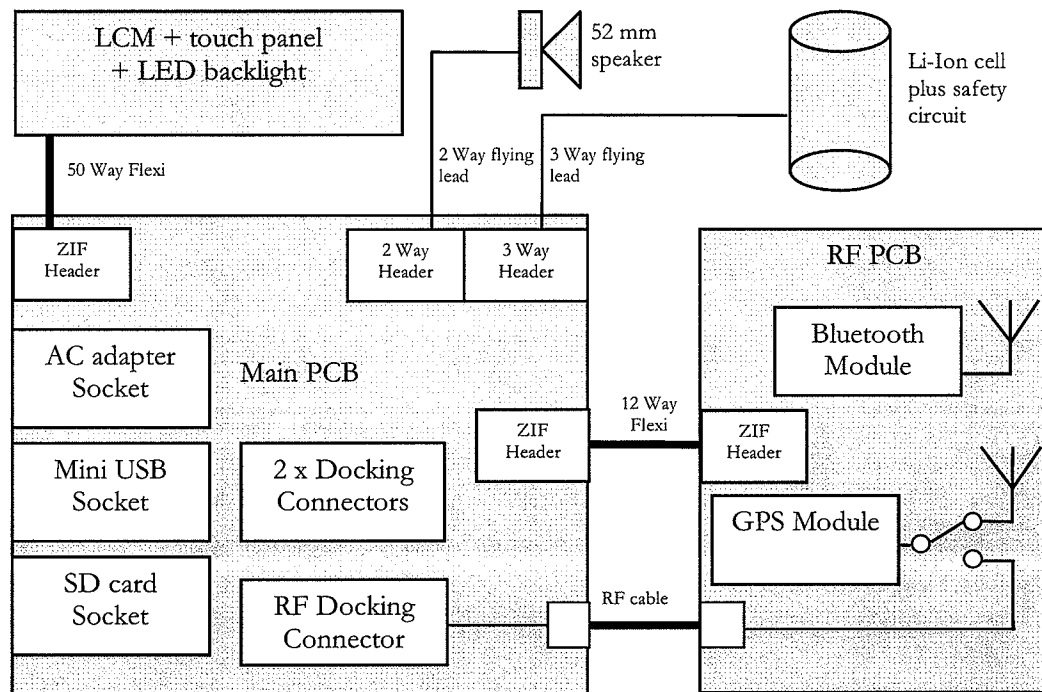 LCM + touch panel
+ LED backlight
52 mm
speaker
Li-Ion cell
plus safety
circuit
50 Way Flexi
2 Way flying
lead
3 Way flying
lead
ZIF
Header
2 Way
Header
3 Way
Header
RF PCB
AC adapter
Socket
Main PCB
Bluetooth
Module
12 Way
Flexi
ZIF
Header
ZIF
Header
Mini USB
Socket
2 x Docking
Connectors
GPS Module
SD card
Socket
RF Docking
Connector
RF cable